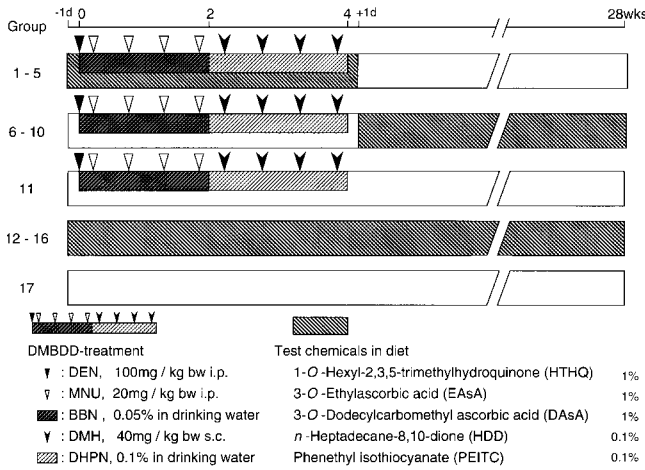 Group
-1d 0 2 4 +1d 28wks
1 - 5
6 - 10
11
12 - 16
17
DMBDD-treatment
: DEN, 100mg / kg bw i.p.
: MNU, 20mg / kg bw i.p.
: BBN, 0.05% in drinking water
: DMH, 40mg / kg bw s.c.
: DHPN, 0.1% in drinking water
Test chemicals in diet
1-O-Hexyl-2,3,5-trimethylhydroquinone (HTHQ) 1%
3-O-Ethylascorbic acid (EAsA) 1%
3-O-Dodecylcarbomethyl ascorbic acid (DAsA) 1%
n-Heptadecane-8,10-dione (HDD) 0.1%
Phenethyl isothiocyanate (PEITC) 0.1%